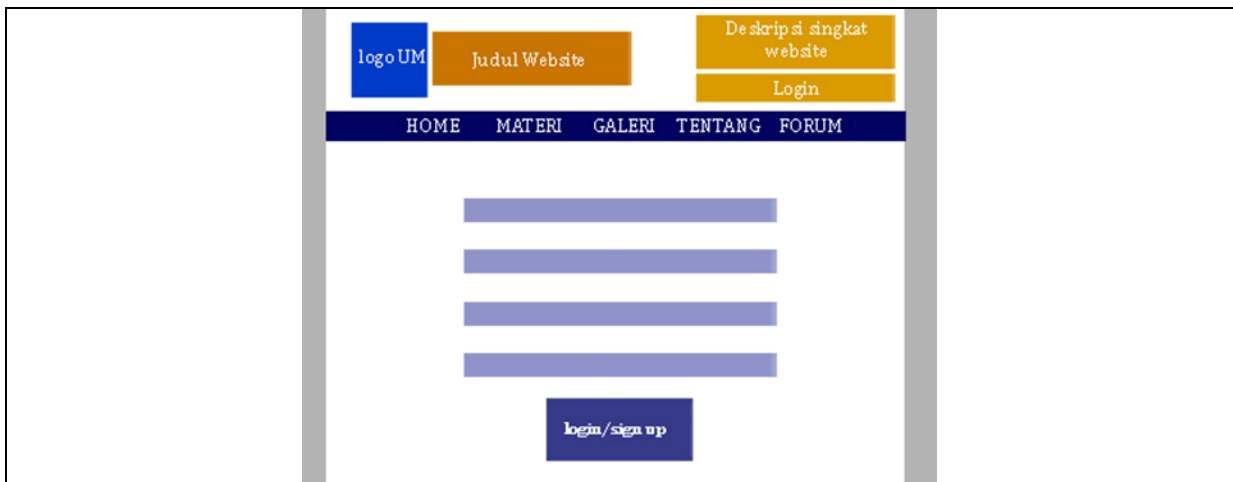 logo UM
Judul Website
Deskripsi singkat
website
Login
HOME MATERI GALERI TENTANG FORUM
login/sign up